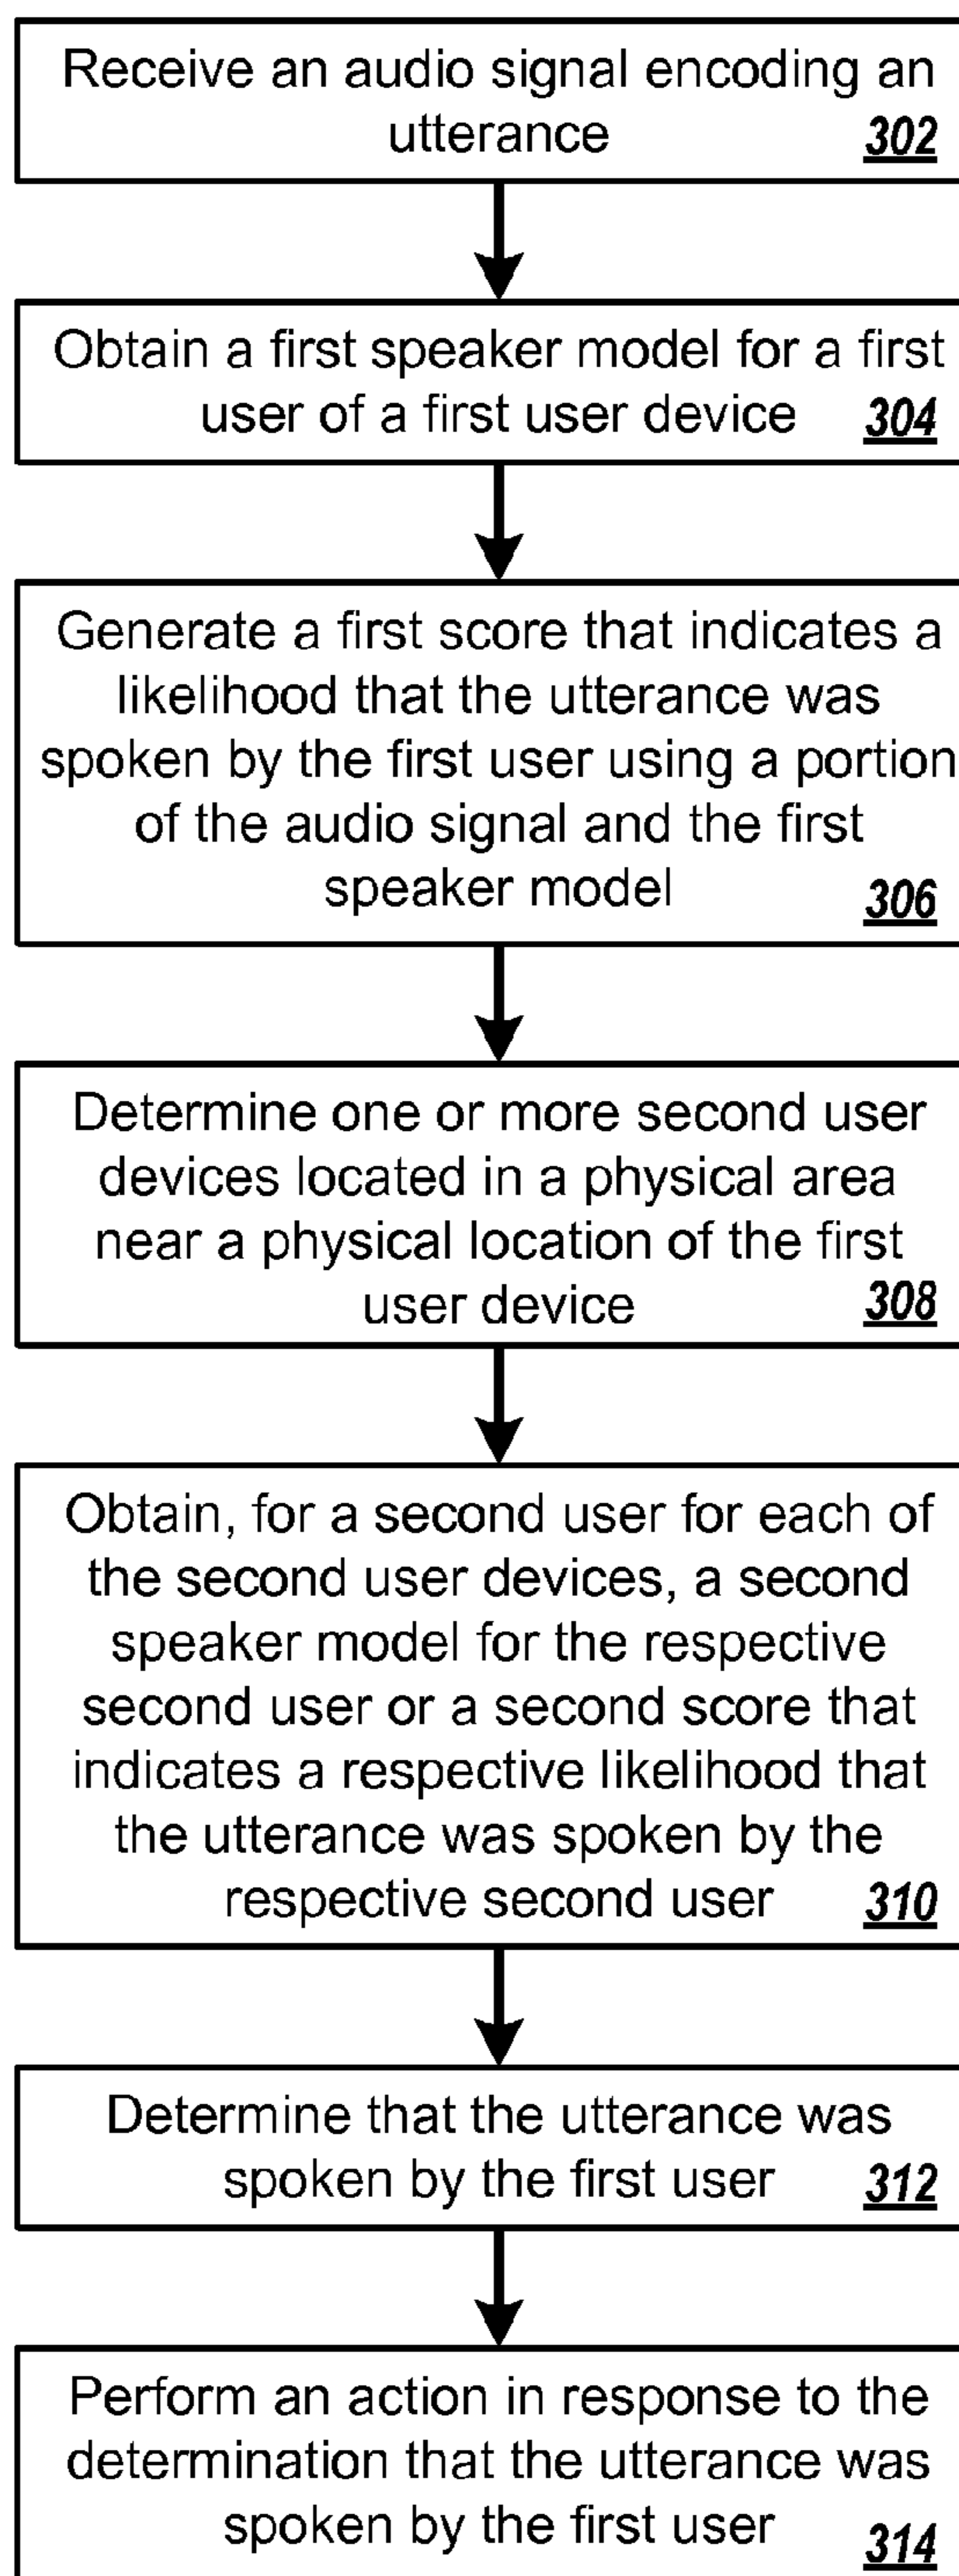 Receive an audio signal encoding an
utterance 302
Obtain a first speaker model for a first
user of a first user device 304
Generate a first score that indicates a
likelihood that the utterance was
spoken by the first user using a portion
of the audio signal and the first
speaker model 306
Determine one or more second user
devices located in a physical area
near a physical location of the first
user device 308
Obtain, for a second user for each of
the second user devices, a second
speaker model for the respective
second user or a second score that
indicates a respective likelihood that
the utterance was spoken by the
respective second user 310
Determine that the utterance was
spoken by the first user 312
Perform an action in response to the
determination that the utterance was
spoken by the first user 314